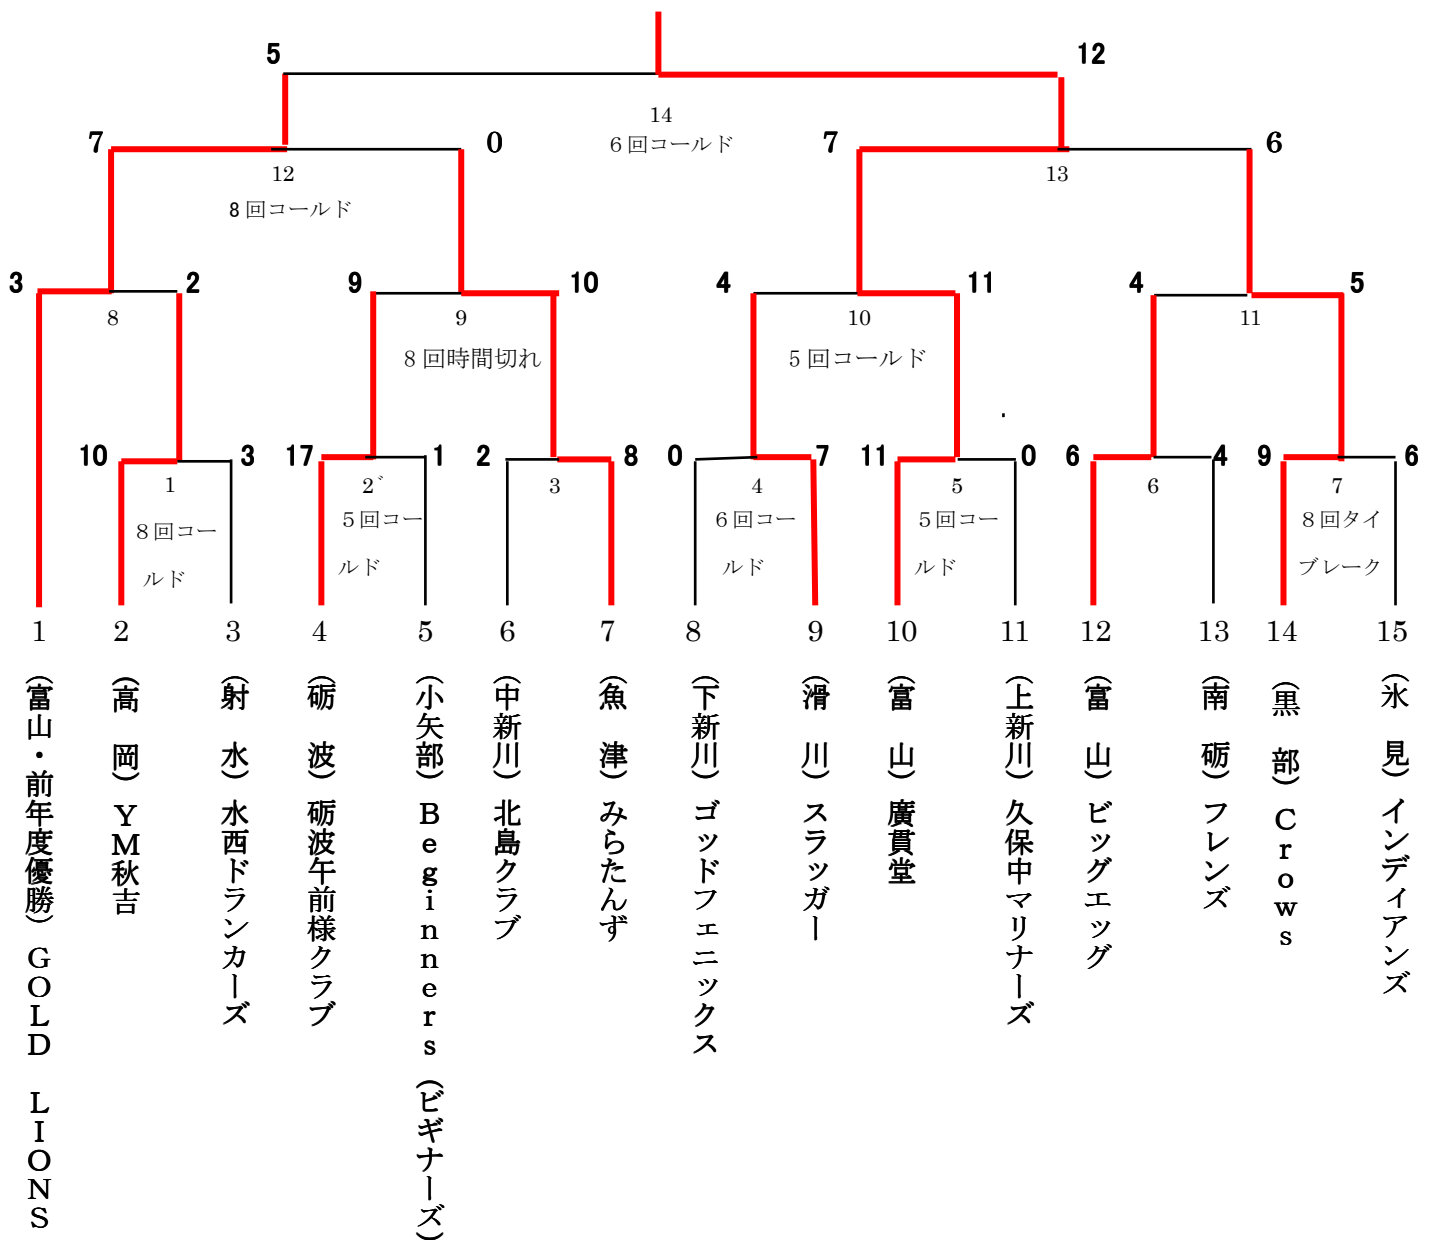 5
12
14
6回コールド
7
0
7
6
12
13
8回コールド
3
2
9
10
4
11
4
5
8
9
10
11
8回時間切れ
5回コールド
10
3
17
1
2
8
0
7
11
0
6
4
9
6
1
2
3
4
5
6
7
8回コー
ルド
5回コー
ルド
6回コー
ルド
5回コー
ルド
8回タイ
ブレーク
1
2
3
4
5
6
7
8
9
10
11
12
13
14
15
(富山・前年度優勝)GOLD LIONS
(高 岡)YM秋吉
(射 水)水西ドランカーズ
(砺 波)砺波午前様クラブ
(小矢部)Beginners(ビギナーズ)
(中新川)北島クラブ
(魚 津)みらたんず
(下新川)ゴッドフェニックス
(滑 川)スラッガー
(富 山)廣貫堂
(上新川)久保中マリナーズ
(富 山)ビッグエッグ
(南 砺)フレンズ
(黒 部)Crows
(氷 見)インディアンズ